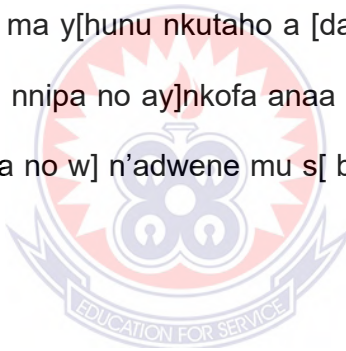 ma y[hunu nkutaho a [da
nnipa no ay]nkofa anaa
a no w] n’adwene mu s[ b
EDUCATION FOR SERVICE